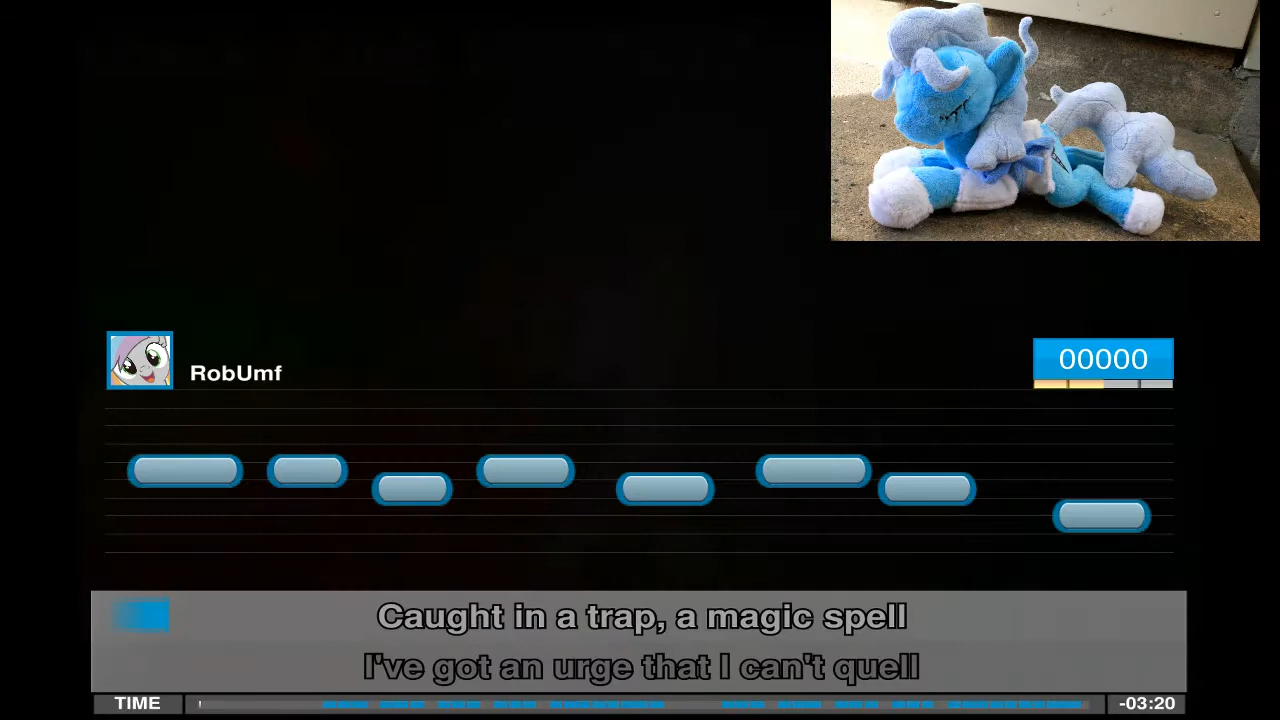 RobUmf
00000
Caught in a trap, a magic spell
I've got an urge that I can't quell
TIME
-03:20